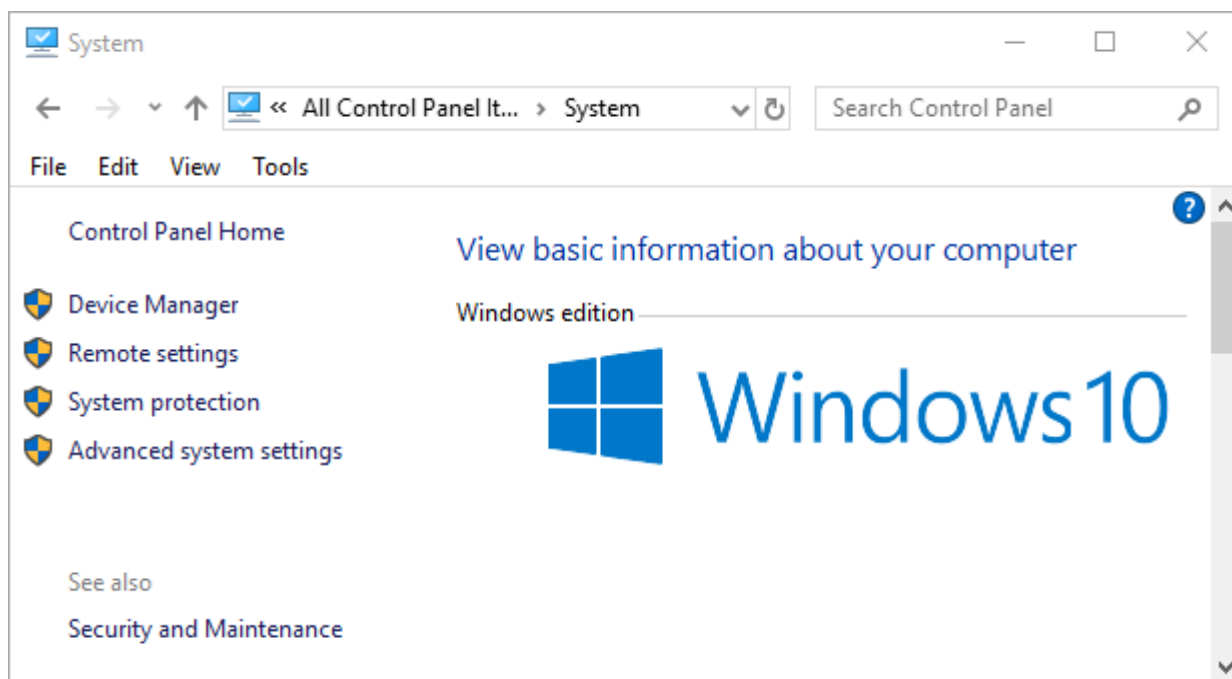 System
« All Control Panel It... › System
Search Control Panel
File Edit View Tools
Control Panel Home
Device Manager
Remote settings
System protection
Advanced system settings
See also
Security and Maintenance
?
View basic information about your computer
Windows edition
Windows 10